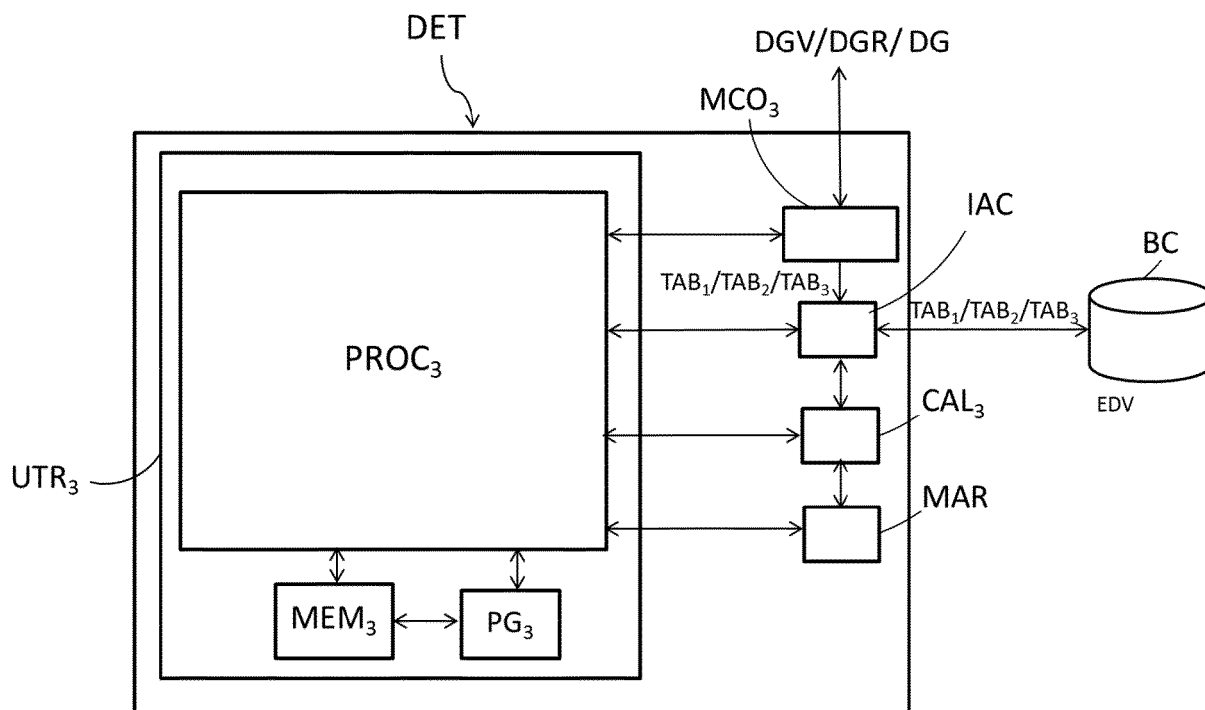 DET
DGV/DGR/ DG
MCO₃
IAC
BC
TAB₁/TAB₂/TAB₃
TAB₁/TAB₂/TAB₃
PROC₃
EDV
CAL₃
UTR₃
MAR
MEM₃
PG₃